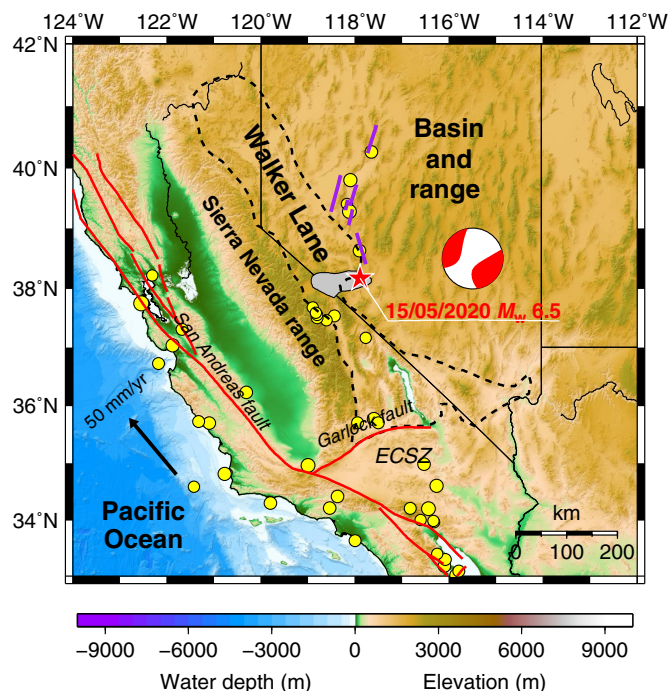 124°W 122°W 120°W 118°W 116°W 114°W 112°W
42°N
40°N
38°N
36°N
34°N
Basin
and
range
Walker Lane
Sierra Nevada range
15/05/2020 Mw 6.5
San Andreas fault
50 mm/yr
Garlock fault
ECSZ
Pacific
Ocean
km
0 100 200
−9000 −6000 −3000 0 3000 6000 9000
Water depth (m) Elevation (m)